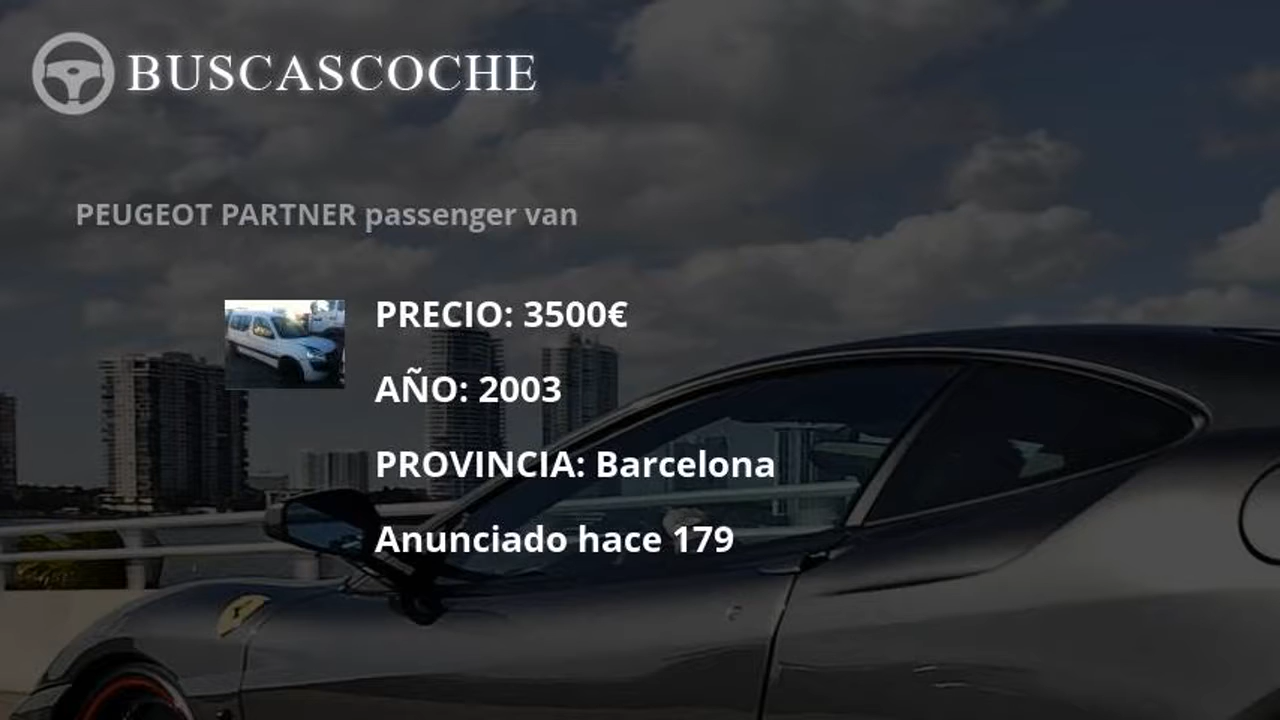 BUSCASCOCHE
PEUGEOT PARTNER passenger van
PRECIO: 3500€
AÑO: 2003
PROVINCIA: Barcelona
Anunciado hace 179